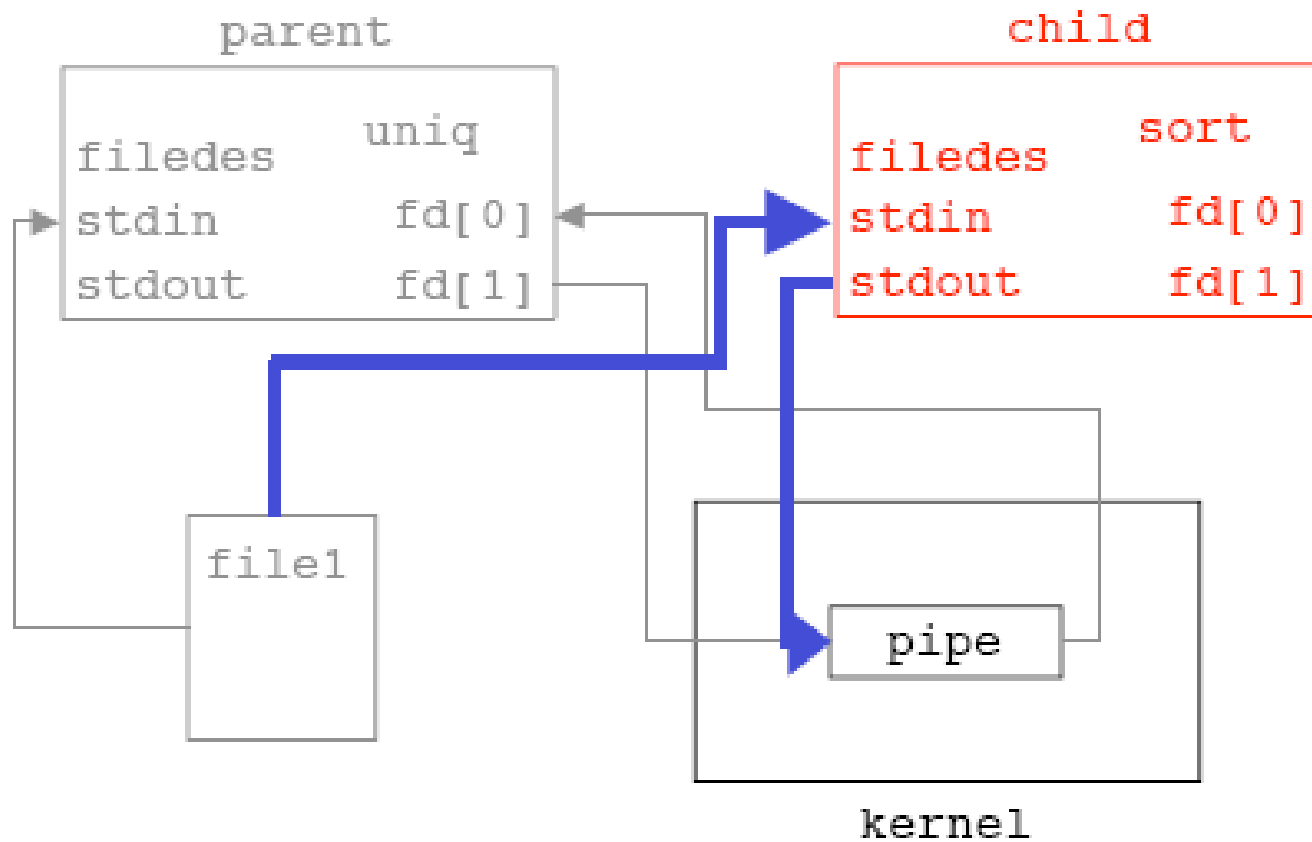 parent
uniq
filedes
stdin fd[0]
stdout fd[1]
child
sort
filedes
stdin fd[0]
stdout fd[1]
file1
pipe
kernel